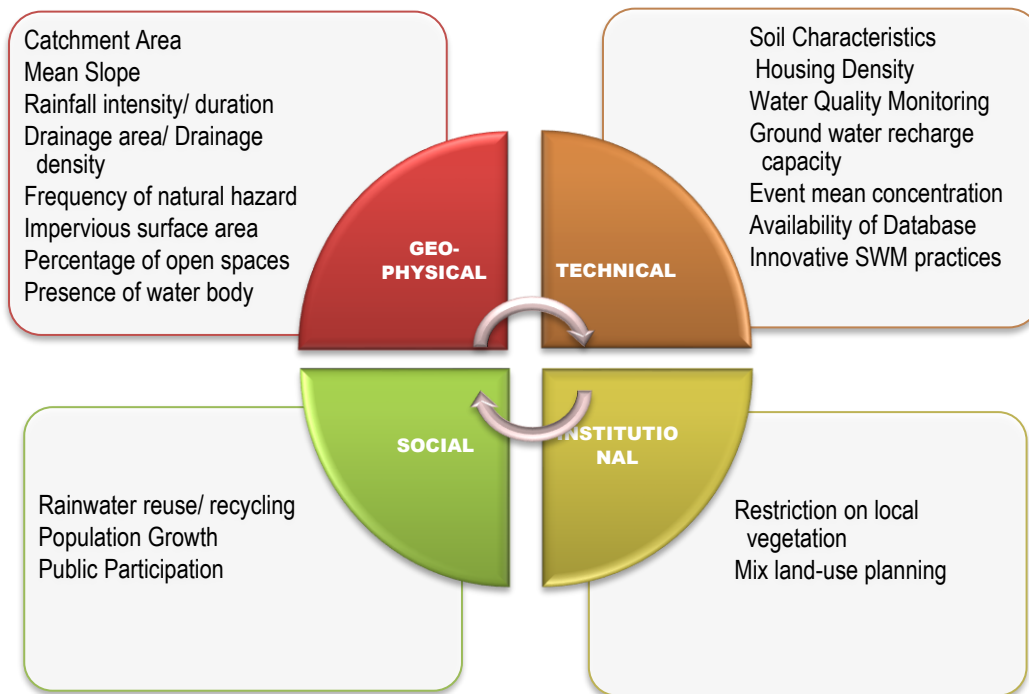 Catchment Area
Mean Slope
Rainfall intensity/ duration
Drainage area/ Drainage
density
Frequency of natural hazard
Impervious surface area
Percentage of open spaces
Presence of water body
Soil Characteristics
Housing Density
Water Quality Monitoring
Ground water recharge
capacity
Event mean concentration
Availability of Database
Innovative SWM practices
GEO-
PHYSICAL
TECHNICAL
SOCIAL
INSTITUTIO
NAL
Rainwater reuse/ recycling
Population Growth
Public Participation
Restriction on local
vegetation
Mix land-use planning